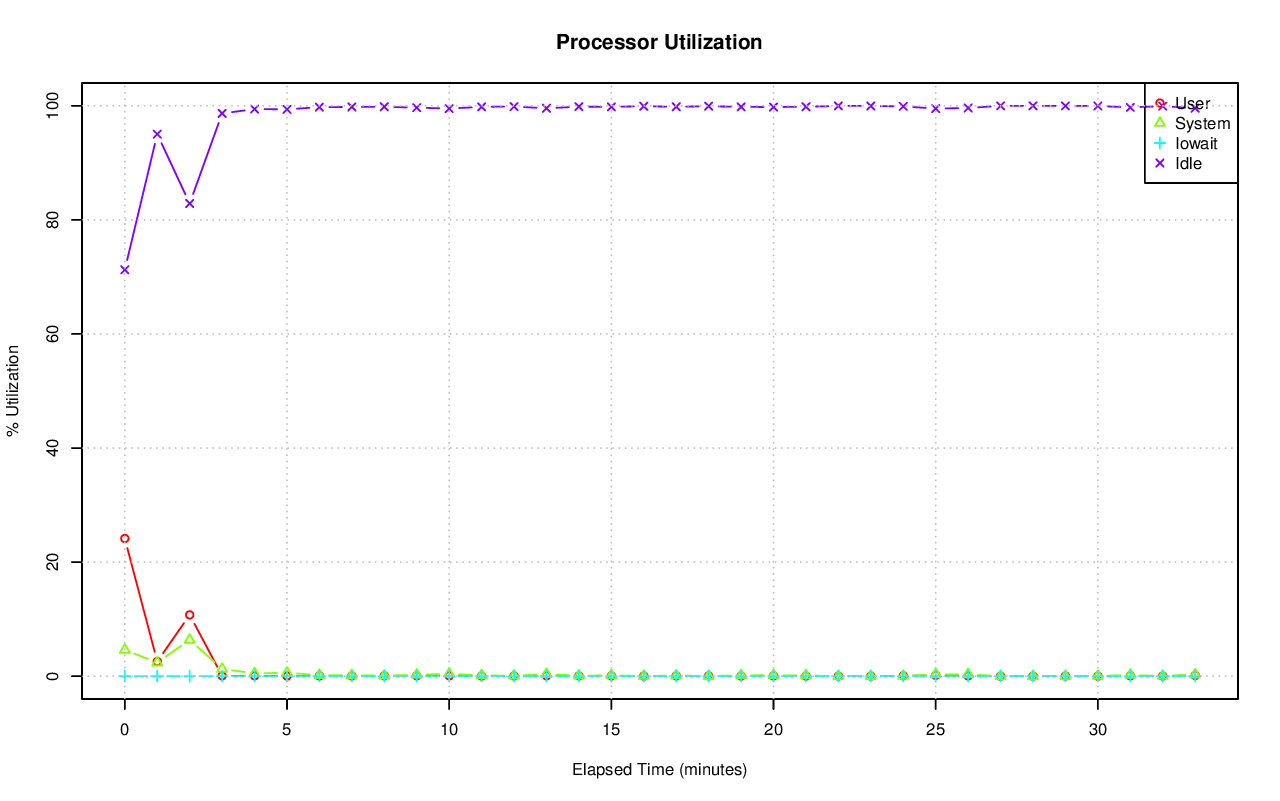 Processor Utilization
% Utilization
100
80
60
40
20
0
User
System
Iowait
Idle
0 5 10 15 20 25 30
Elapsed Time (minutes)